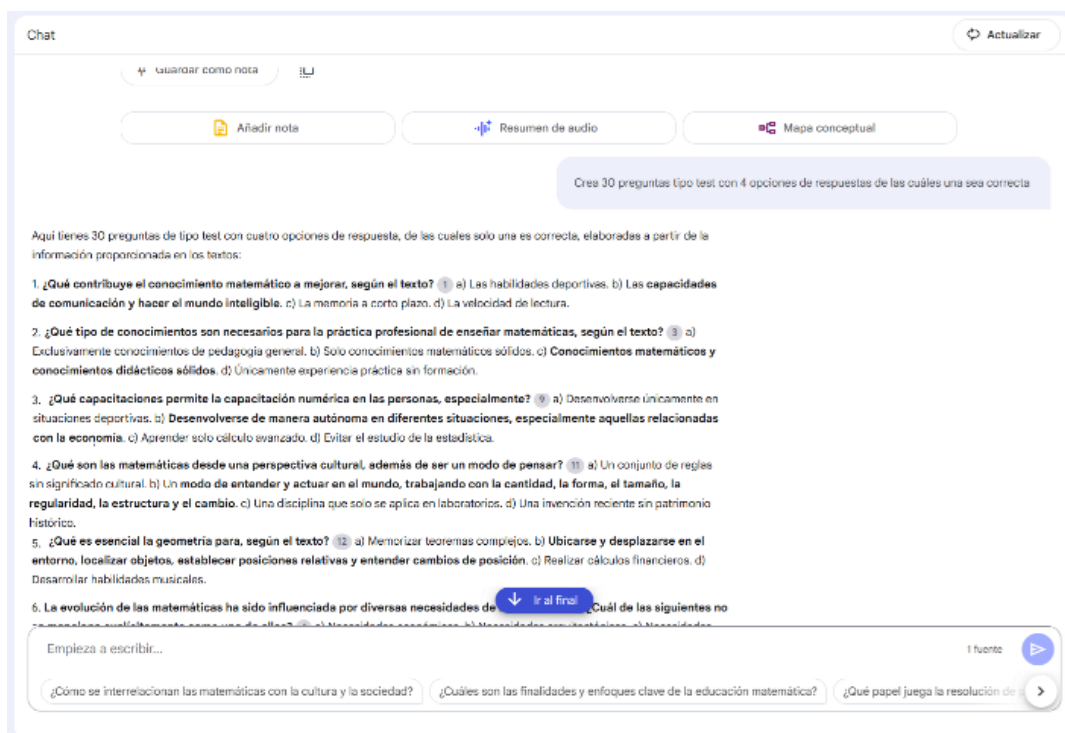 Chat
Actualizar
Guardar como nota
Añadir nota
Resumen de audio
Mapa conceptual
Crea 30 preguntas tipo test con 4 opciones de respuestas de las cuáles una sea correcta
Aquí tienes 30 preguntas de tipo test con cuatro opciones de respuesta, de las cuales solo una es correcta, elaboradas a partir de la
información proporcionada en los textos:
1. ¿Qué contribuye el conocimiento matemático a mejorar, según el texto? 1 a) Las habilidades deportivas. b) Las capacidades
de comunicación y hacer el mundo inteligible. c) La memoria a corto plazo. d) La velocidad de lectura.
2. ¿Qué tipo de conocimientos son necesarios para la práctica profesional de enseñar matemáticas, según el texto? 3 a)
Exclusivamente conocimientos de pedagogía general. b) Solo conocimientos matemáticos sólidos. c) Conocimientos matemáticos y
conocimientos didácticos sólidos. d) Únicamente experiencia práctica sin formación.
3. ¿Qué capacitaciones permite la capacitación numérica en las personas, especialmente? 9 a) Desenvolverse únicamente en
situaciones deportivas. b) Desenvolverse de manera autónoma en diferentes situaciones, especialmente aquellas relacionadas
con la economía. c) Aprender solo cálculo avanzado. d) Evitar el estudio de la estadística.
4. ¿Qué son las matemáticas desde una perspectiva cultural, además de ser un modo de pensar? 11 a) Un conjunto de reglas
sin significado cultural. b) Un modo de entender y actuar en el mundo, trabajando con la cantidad, la forma, el tamaño, la
regularidad, la estructura y el cambio. c) Una disciplina que solo se aplica en laboratorios. d) Una invención reciente sin patrimonio
histórico.
5. ¿Qué es esencial la geometría para, según el texto? 12 a) Memorizar teoremas complejos. b) Ubicarse y desplazarse en el
entorno, localizar objetos, establecer posiciones relativas y entender cambios de posición. c) Realizar cálculos financieros. d)
Desarrollar habilidades musicales.
6. La evolución de las matemáticas ha sido influenciada por diversas necesidades de ¿Cuál de las siguientes no
Ir al final
Empieza a escribir...
1 fuente
¿Cómo se interrelacionan las matemáticas con la cultura y la sociedad?
¿Cuáles son las finalidades y enfoques clave de la educación matemática?
¿Qué papel juega la resolución de